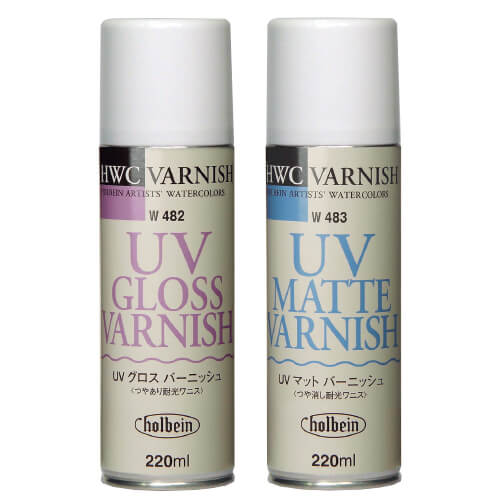 HWC VARNISH
HOLBEIN ARTISTS' WATERCOLORS
W 482
UV
GLOSS
VARNISH
UV グロス バーニッシュ
〈つやあり耐光ワニス〉
holbein
220ml
HWC VARNISH
HOLBEIN ARTISTS' WATERCOLORS
W 483
UV
MATTE
VARNISH
UV マット バーニッシュ
〈つや消し耐光ワニス〉
holbein
220ml